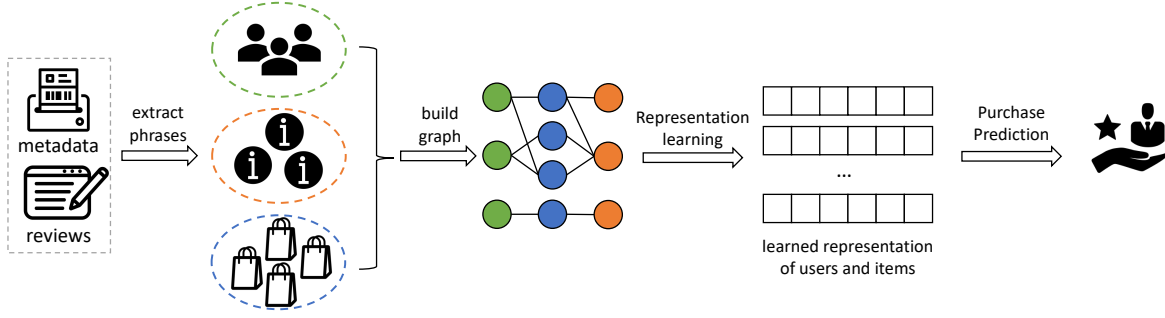 metadata
reviews
extract
phrases
build
graph
Representation
learning
...
learned representation
of users and items
Purchase
Prediction